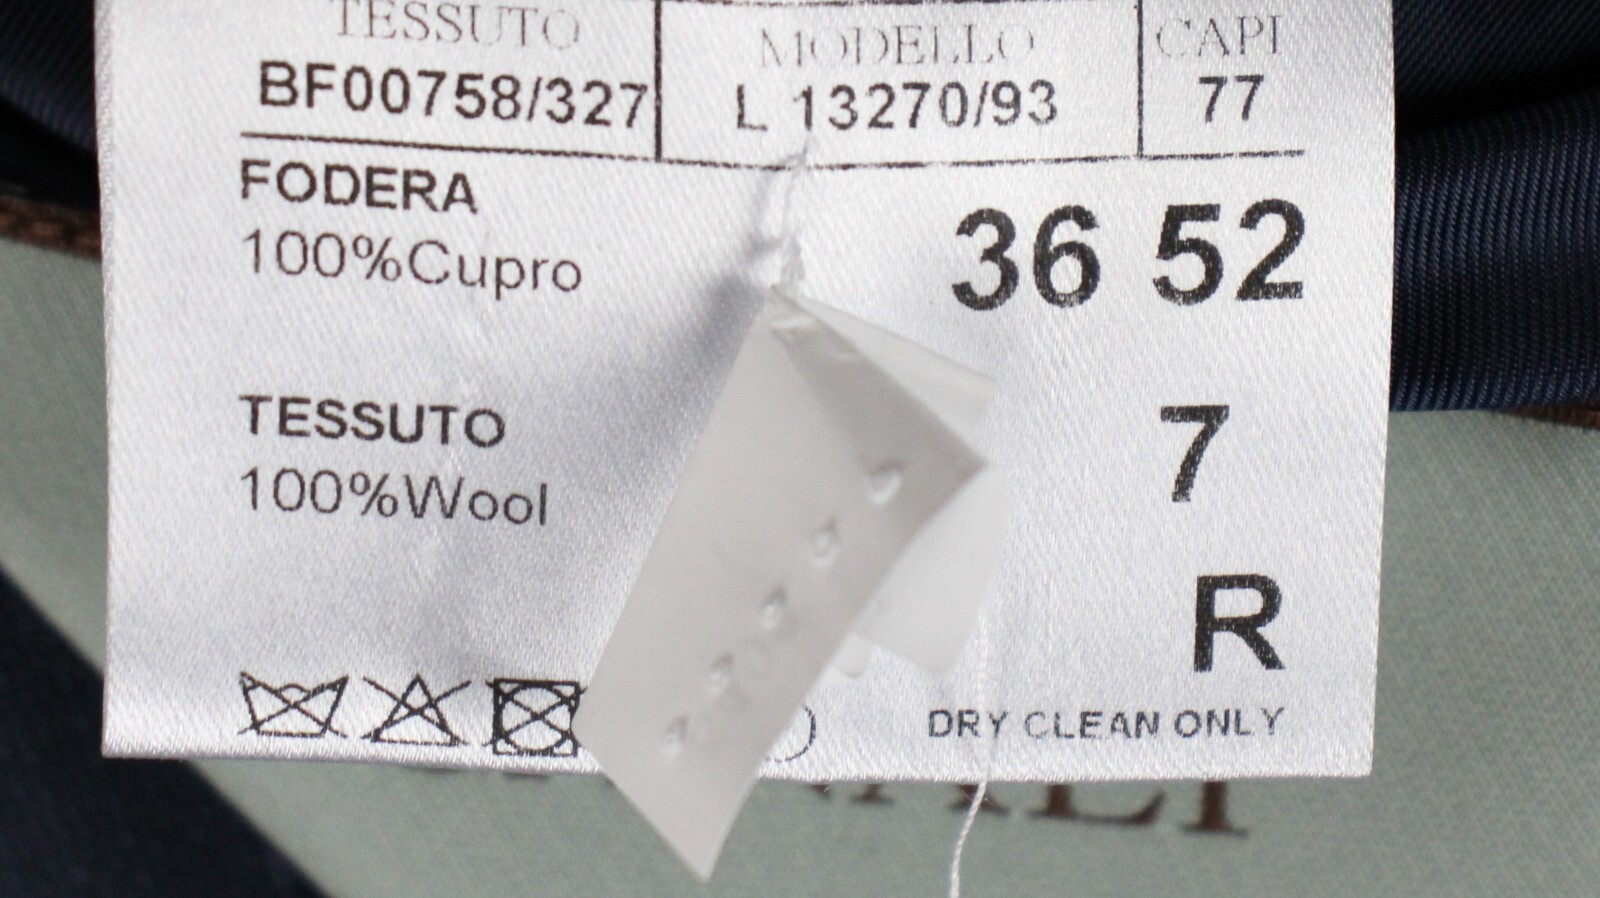 TESSUTO MODELLO CAPI
BF00758/327 L 13270/93 77
FODERA
100%Cupro
36 52
TESSUTO
100%Wool
7
R
DRY CLEAN ONLY